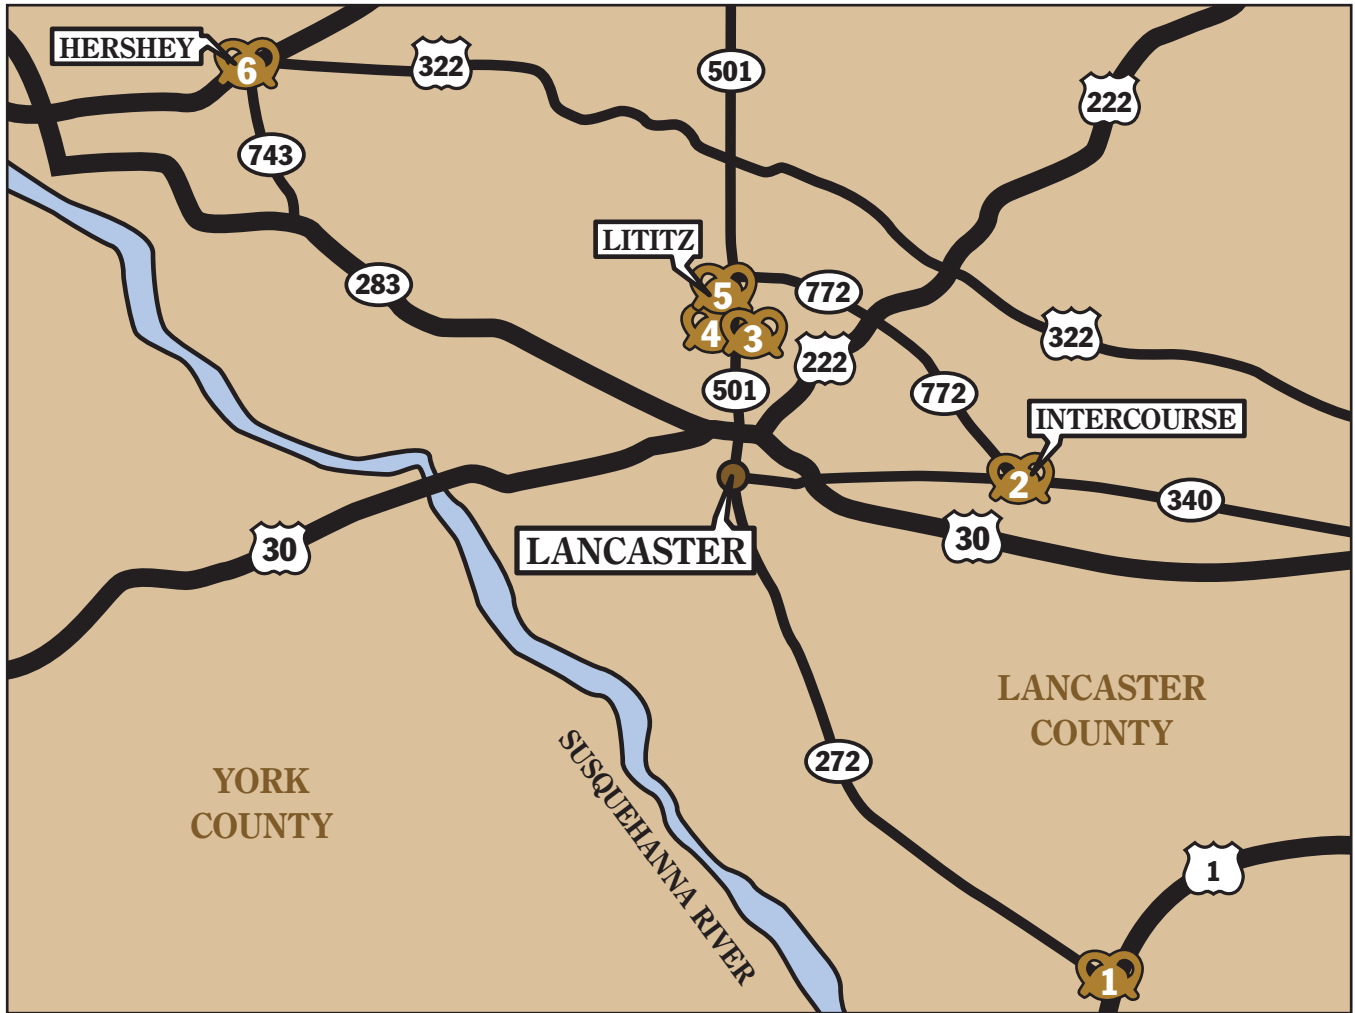 HERSHEY
6
322
501
222
743
LITITZ
283
5
772
4
3
322
222
501
772
INTERCOURSE
2
340
30
LANCASTER
30
LANCASTER
COUNTY
272
SUSQUEHANNA RIVER
YORK
COUNTY
1
1